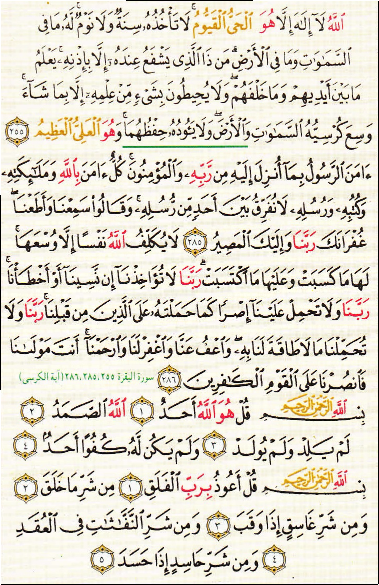 ٱللَّهُ لَآ إِلَٰهَ إِلَّا هُوَ ٱلْحَىُّ ٱلْقَيُّومُ ۚ لَا تَأْخُذُهُۥ سِنَةٌ وَلَا نَوْمٌ ۚ لَّهُۥ مَا فِى
ٱلسَّمَٰوَٰتِ وَمَا فِى ٱلْأَرْضِ ۗ مَن ذَا ٱلَّذِى يَشْفَعُ عِندَهُۥٓ إِلَّا بِإِذْنِهِۦ ۚ يَعْلَمُ
مَا بَيْنَ أَيْدِيهِمْ وَمَا خَلْفَهُمْ ۖ وَلَا يُحِيطُونَ بِشَىْءٍ مِّنْ عِلْمِهِۦٓ إِلَّا بِمَا شَآءَ ۚ
وَسِعَ كُرْسِيُّهُ ٱلسَّمَٰوَٰتِ وَٱلْأَرْضَ ۖ وَلَا يَـُٔودُهُۥ حِفْظُهُمَا ۚ وَهُوَ ٱلْعَلِىُّ ٱلْعَظِيمُ ٢٥٥
ءَامَنَ ٱلرَّسُولُ بِمَآ أُنزِلَ إِلَيْهِ مِن رَّبِّهِۦ وَٱلْمُؤْمِنُونَ ۚ كُلٌّ ءَامَنَ بِٱللَّهِ وَمَلَٰٓئِكَتِهِۦ
وَكُتُبِهِۦ وَرُسُلِهِۦ لَا نُفَرِّقُ بَيْنَ أَحَدٍ مِّن رُّسُلِهِۦ ۚ وَقَالُوا۟ سَمِعْنَا وَأَطَعْنَا ۖ
غُفْرَانَكَ رَبَّنَا وَإِلَيْكَ ٱلْمَصِيرُ ٢٨٥ لَا يُكَلِّفُ ٱللَّهُ نَفْسًا إِلَّا وُسْعَهَا ۚ
لَهَا مَا كَسَبَتْ وَعَلَيْهَا مَا ٱكْتَسَبَتْ ۗ رَبَّنَا لَا تُؤَاخِذْنَآ إِن نَّسِينَآ أَوْ أَخْطَأْنَا ۚ
رَبَّنَا وَلَا تَحْمِلْ عَلَيْنَآ إِصْرًا كَمَا حَمَلْتَهُۥ عَلَى ٱلَّذِينَ مِن قَبْلِنَا ۚ رَبَّنَا وَلَا
تُحَمِّلْنَا مَا لَا طَاقَةَ لَنَا بِهِۦ ۖ وَٱعْفُ عَنَّا وَٱغْفِرْ لَنَا وَٱرْحَمْنَآ ۚ أَنتَ مَوْلَىٰنَا
فَٱنصُرْنَا عَلَى ٱلْقَوْمِ ٱلْكَٰفِرِينَ ٢٨٦ سورة البقرة ٢٥٥، ٢٨٥، ٢٨٦ (آية الكرسي)
بِسْمِ ٱللَّهِ ٱلرَّحْمَٰنِ ٱلرَّحِيمِ قُلْ هُوَ ٱللَّهُ أَحَدٌ ١ ٱللَّهُ ٱلصَّمَدُ ٢
لَمْ يَلِدْ وَلَمْ يُولَدْ ٣ وَلَمْ يَكُن لَّهُۥ كُفُوًا أَحَدٌۢ ٤
بِسْمِ ٱللَّهِ ٱلرَّحْمَٰنِ ٱلرَّحِيمِ قُلْ أَعُوذُ بِرَبِّ ٱلْفَلَقِ ١ مِن شَرِّ مَا خَلَقَ ٢
وَمِن شَرِّ غَاسِقٍ إِذَا وَقَبَ ٣ وَمِن شَرِّ ٱلنَّفَّٰثَٰتِ فِى ٱلْعُقَدِ
٤ وَمِن شَرِّ حَاسِدٍ إِذَا حَسَدَ ٥